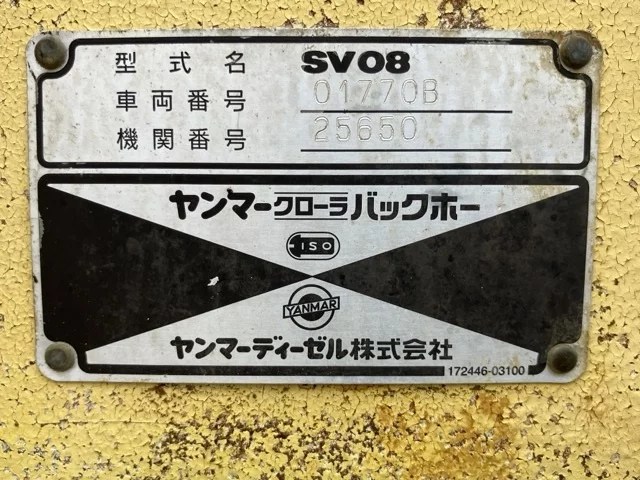 型式名 SV08
車両番号 01770B
機関番号 25650
ヤンマークローラバックホー
ISO
YANMAR
ヤンマーディーゼル株式会社
172446-03100